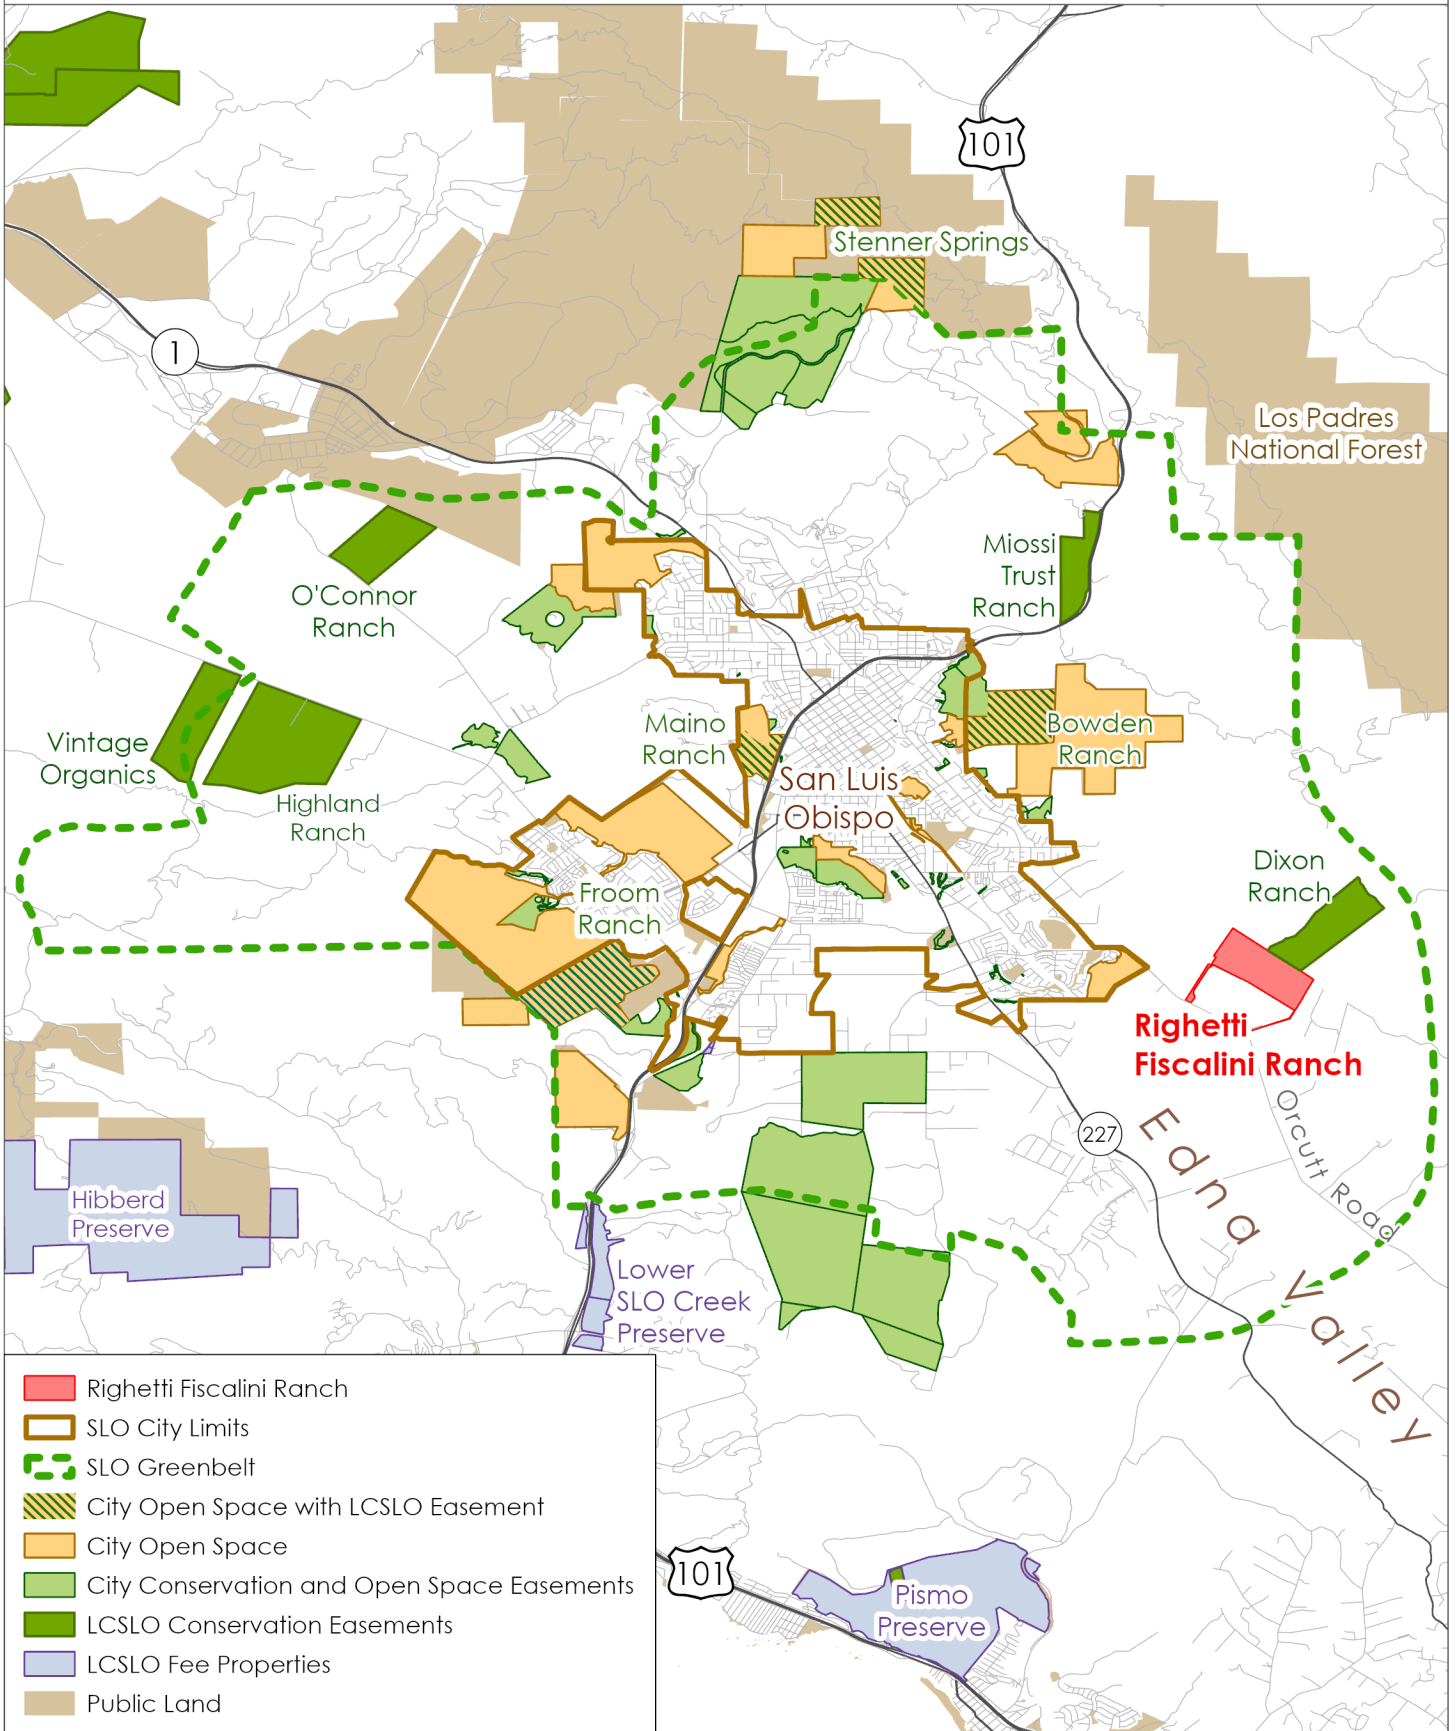 101
Stenner Springs
1
Los Padres
National Forest
Miossi
Trust
Ranch
O'Connor
Ranch
Maino
Ranch
Bowden
Ranch
Vintage
Organics
San Luis
Obispo
Highland
Ranch
Dixon
Ranch
Froom
Ranch
Righetti
Fiscalini Ranch
Orcutt Road
227
Edna Valley
Hibberd
Preserve
Lower
SLO Creek
Preserve
Righetti Fiscalini Ranch
SLO City Limits
SLO Greenbelt
City Open Space with LCSLO Easement
City Open Space
City Conservation and Open Space Easements
LCSLO Conservation Easements
LCSLO Fee Properties
Public Land
101
Pismo
Preserve